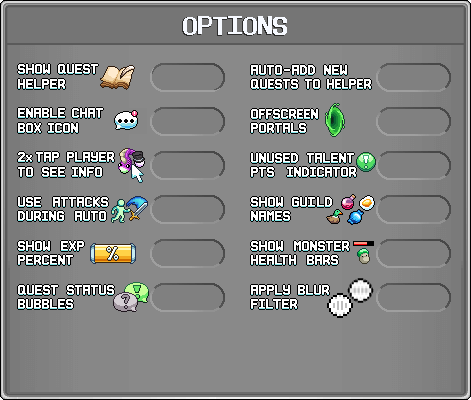 OPTIONS
SHOW QUEST
HELPER
ENABLE CHAT
BOX ICON
2x TAP PLAYER
TO SEE INFO
USE ATTACKS
DURING AUTO
SHOW EXP
PERCENT
%
QUEST STATUS
BUBBLES
?
!
AUTO-ADD NEW
QUESTS TO HELPER
OFFSCREEN
PORTALS
UNUSED TALENT
PTS INDICATOR
!
SHOW GUILD
NAMES
SHOW MONSTER
HEALTH BARS
APPLY BLUR
FILTER